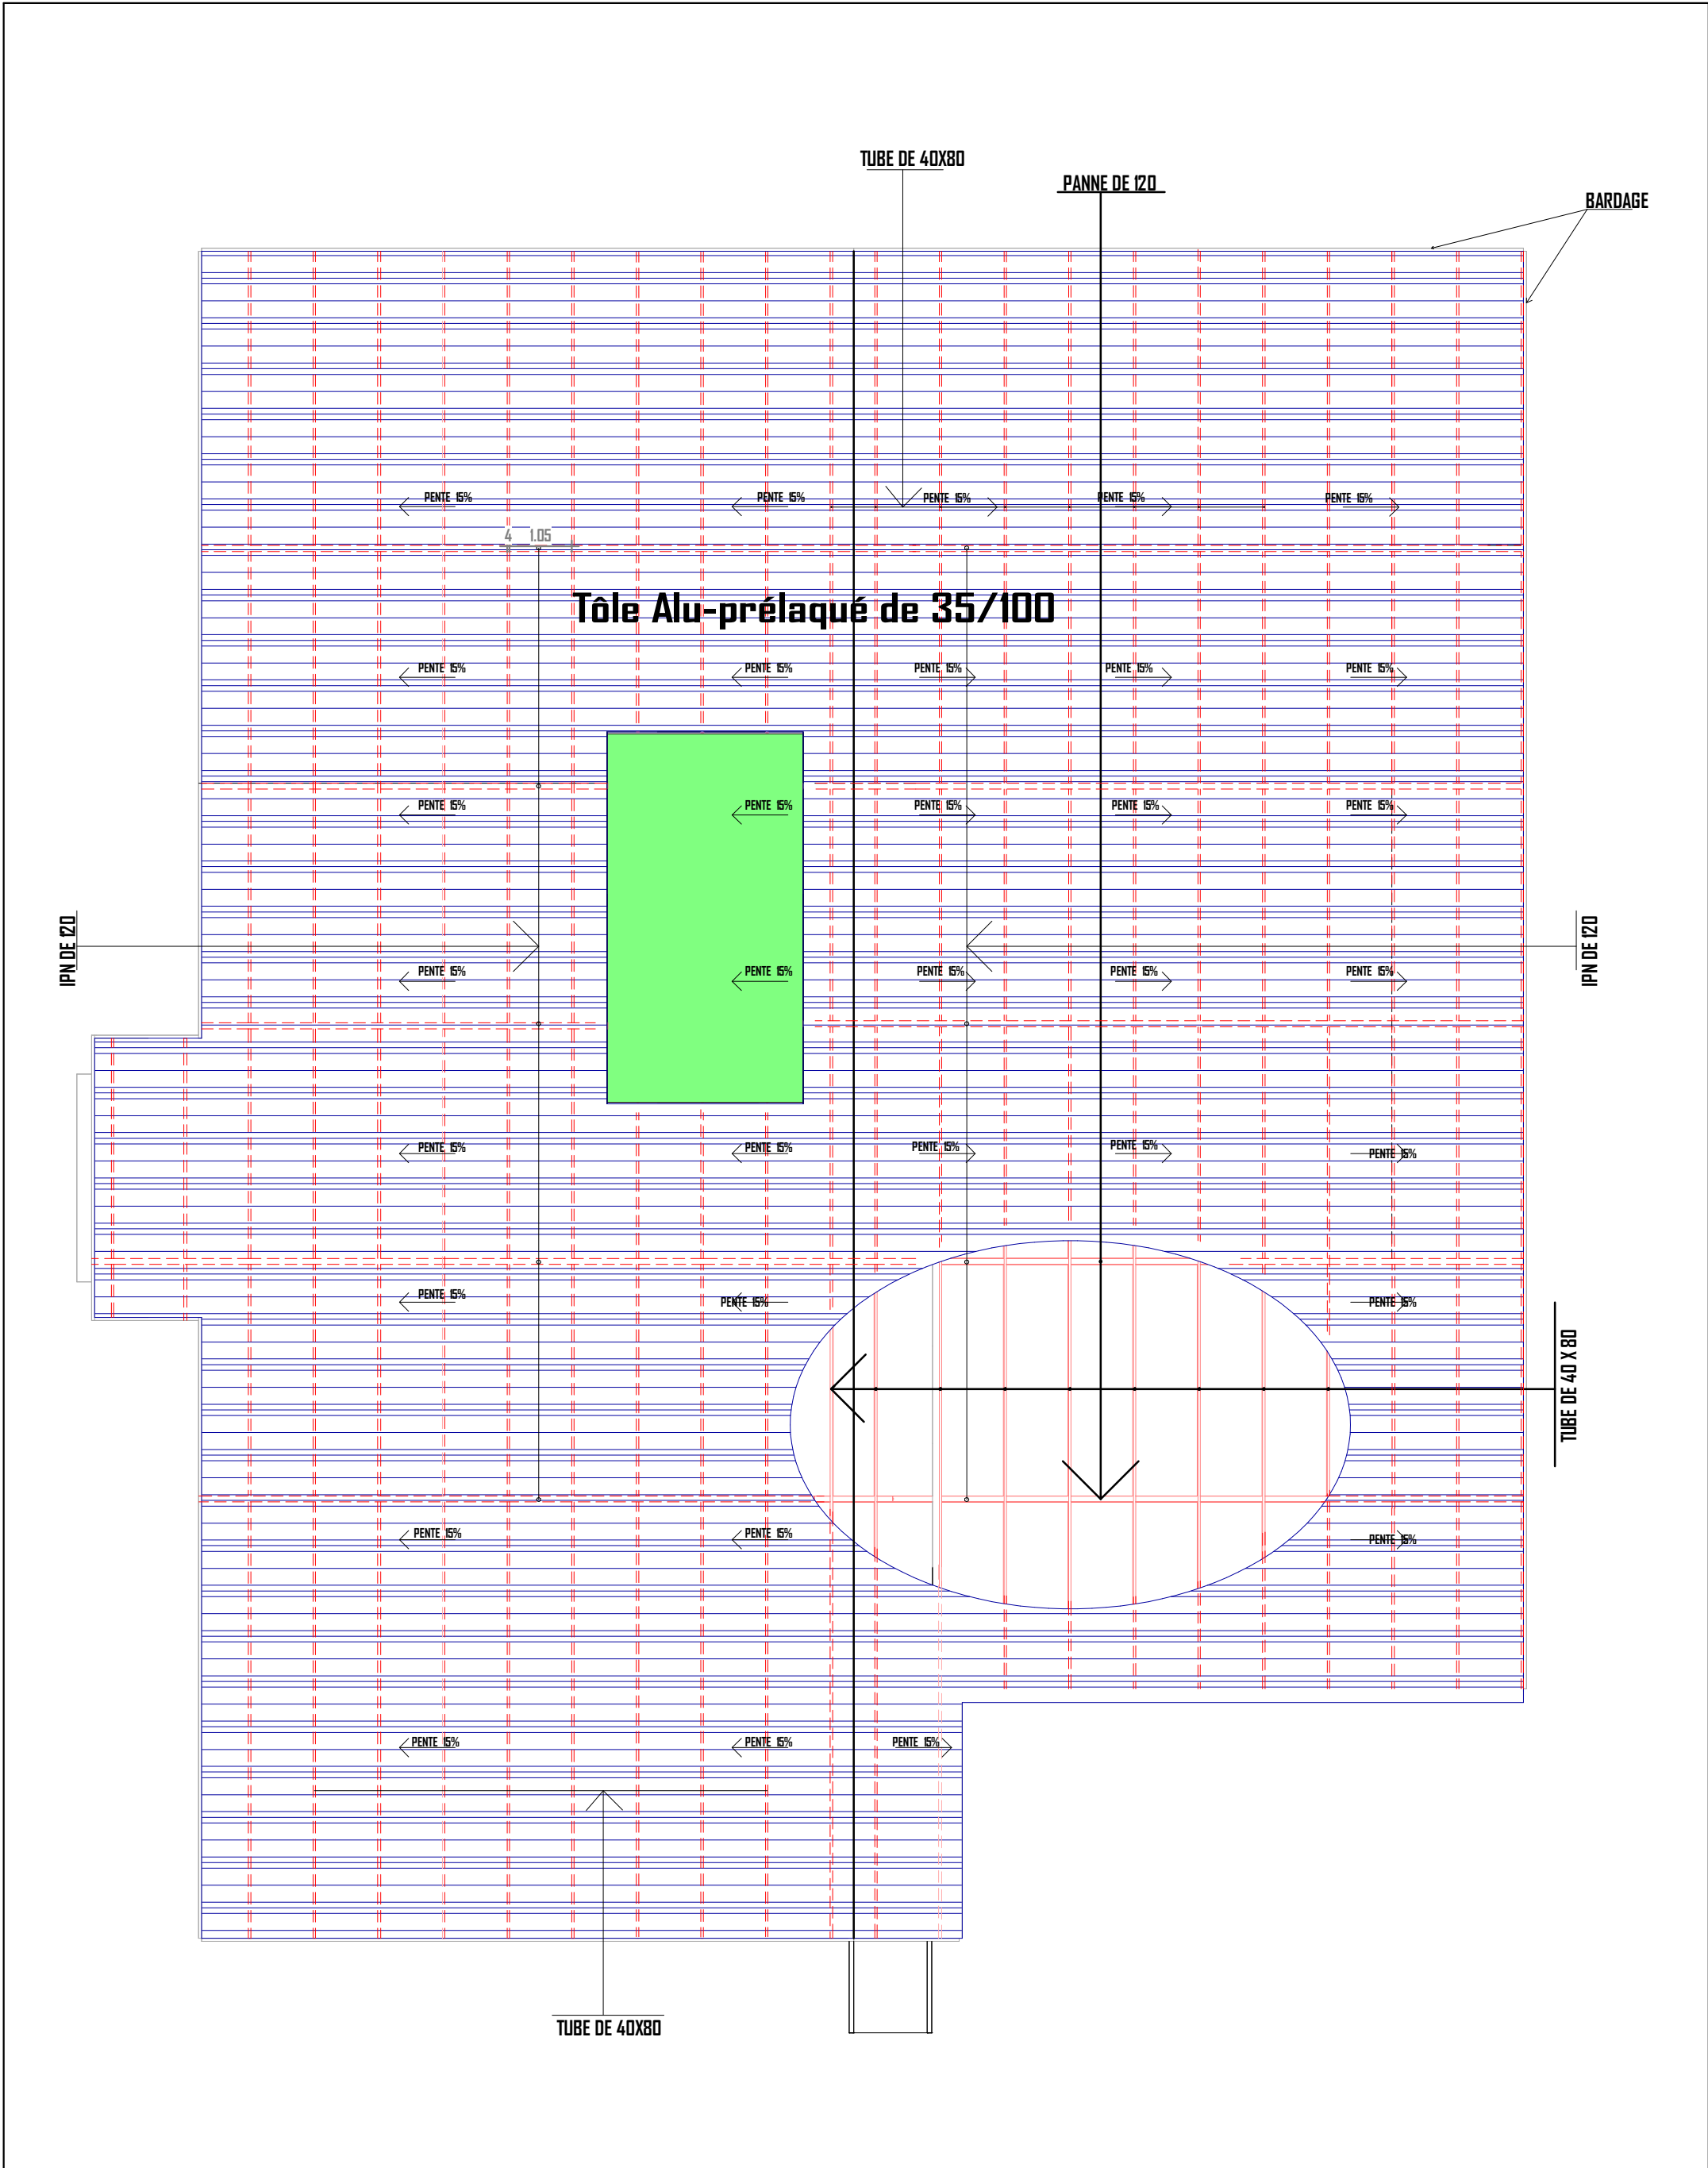 TUBE DE 40X80
PANNE DE 120
BARDAGE
PENTE 15% PENTE 15% PENTE 15% PENTE 15% PENTE 15%
4 1.05
Tôle Alu-prélaqué de 35/100
PENTE 15% PENTE 15% PENTE 15% PENTE 15% PENTE 15%
PENTE 15% PENTE 15% PENTE 15% PENTE 15% PENTE 15%
IPN DE 120
IPN DE 120
PENTE 15% PENTE 15% PENTE 15% PENTE 15% PENTE 15%
PENTE 15% PENTE 15% PENTE 15% PENTE 15% PENTE 15%
PENTE 15% PENTE 15% PENTE 15%
TUBE DE 40 X 80
PENTE 15% PENTE 15% PENTE 15%
PENTE 15% PENTE 15% PENTE 15%
TUBE DE 40X80